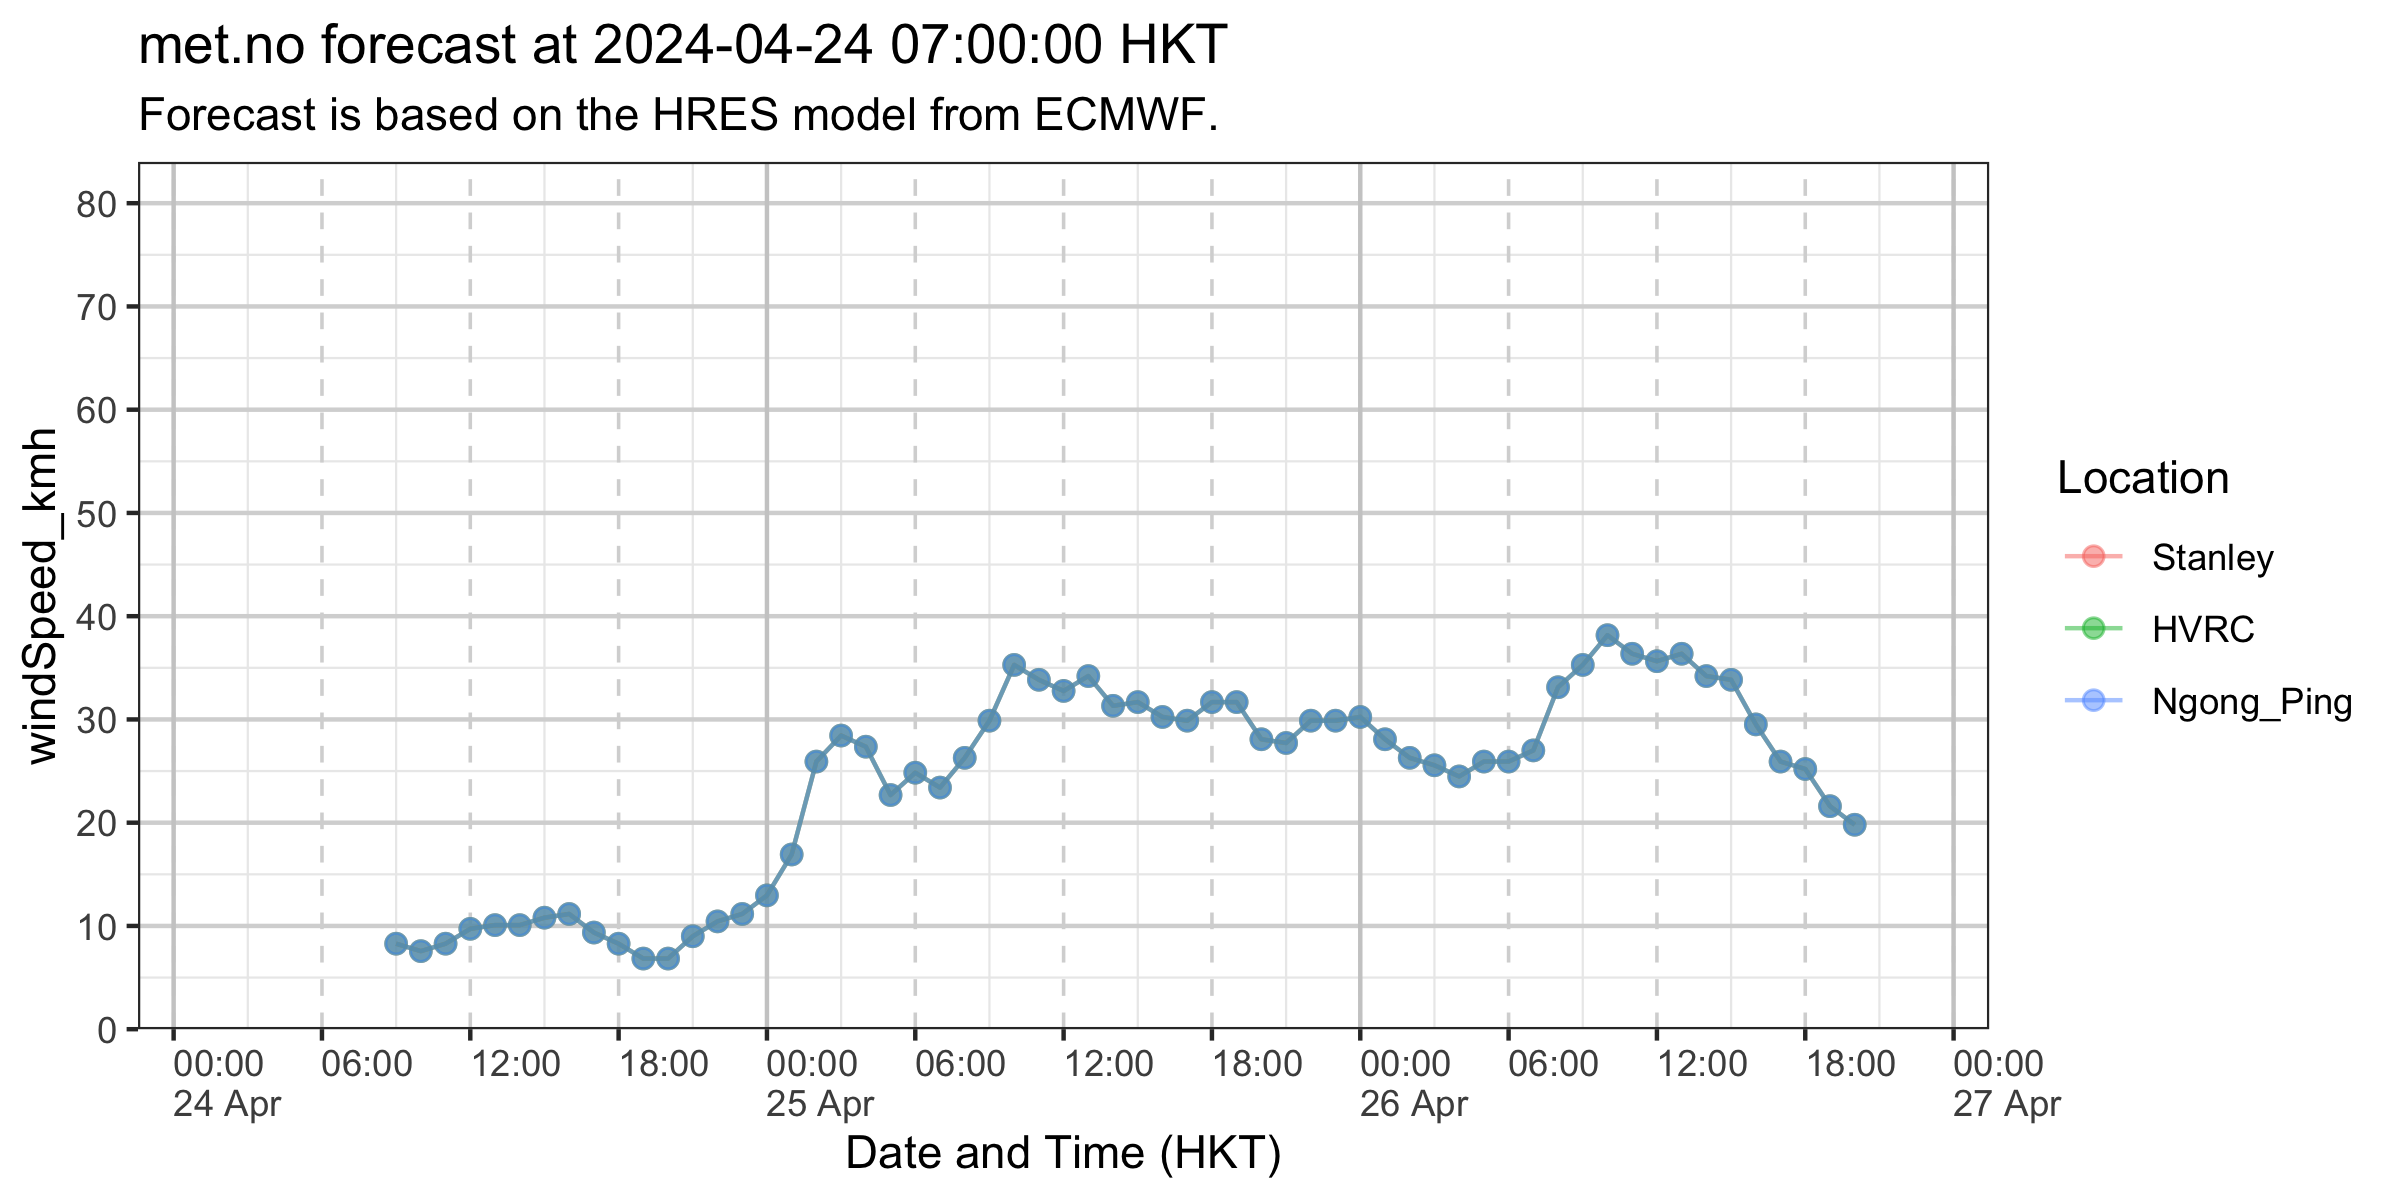 met.no forecast at 2024-04-24 07:00:00 HKT
Forecast is based on the HRES model from ECMWF.
windSpeed_kmh
80
70
60
50
40
30
20
10
0
00:00 06:00 12:00 18:00 00:00 06:00 12:00 18:00 00:00 06:00 12:00 18:00 00:00
24 Apr 25 Apr 26 Apr 27 Apr
Date and Time (HKT)
Location
Stanley
HVRC
Ngong_Ping